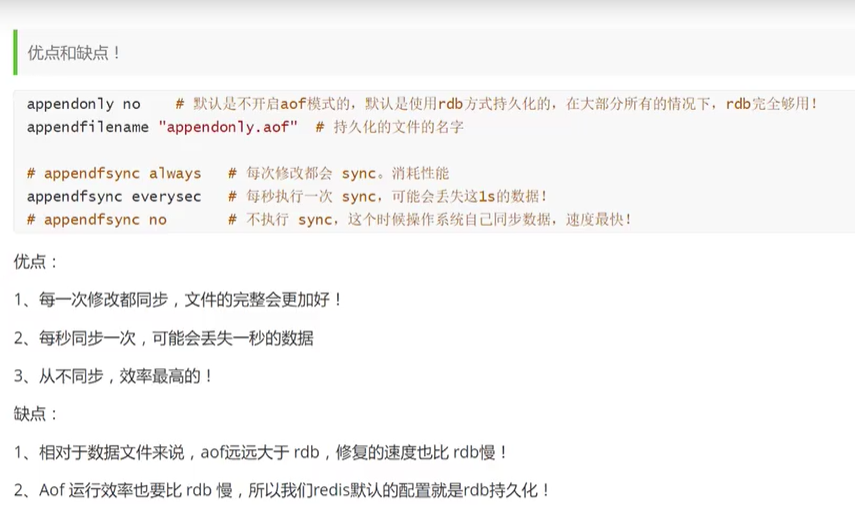 优点和缺点！
appendonly no    # 默认是不开启aof模式的，默认是使用rdb方式持久化的，在大部分所有的情况下，rdb完全够用！
appendfilename "appendonly.aof"  # 持久化的文件的名字
# appendfsync always   # 每次修改都会 sync。消耗性能
appendfsync everysec   # 每秒执行一次 sync，可能会丢失这1s的数据！
# appendfsync no       # 不执行 sync，这个时候操作系统自己同步数据，速度最快！
优点：
1、每一次修改都同步，文件的完整会更加好！
2、每秒同步一次，可能会丢失一秒的数据
3、从不同步，效率最高的！
缺点：
1、相对于数据文件来说，aof远远大于 rdb，修复的速度也比 rdb慢！
2、Aof 运行效率也要比 rdb 慢，所以我们redis默认的配置就是rdb持久化！